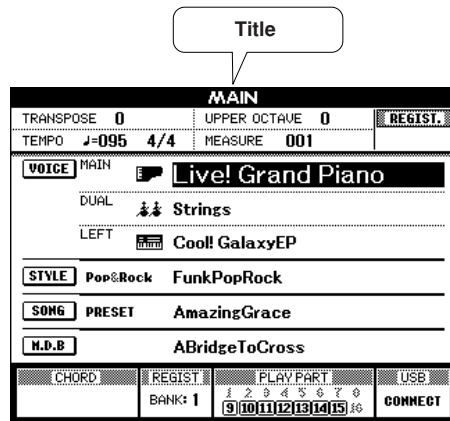 Title
MAIN
TRANSPOSE 0 UPPER OCTAVE 0 REGIST.
TEMPO ♩=095 4/4 MEASURE 001
VOICE MAIN Live! Grand Piano
DUAL Strings
LEFT Cool! GalaxyEP
STYLE Pop&Rock FunkPopRock
SONG PRESET AmazingGrace
M.D.B ABridgeToCross
CHORD REGIST PLAY PART USB
BANK: 1 1 2 3 4 5 6 7 8 CONNECT
9 10 11 12 13 14 15 16